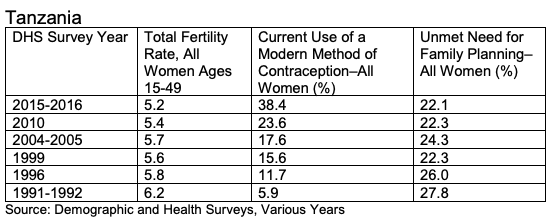 Tanzania
DHS Survey Year Total Fertility Rate, All Women Ages 15-49 Current Use of a Modern Method of Contraception–All Women (%) Unmet Need for Family Planning–All Women (%)
2015-2016 5.2 38.4 22.1
2010 5.4 23.6 22.3
2004-2005 5.7 17.6 24.3
1999 5.6 15.6 22.3
1996 5.8 11.7 26.0
1991-1992 6.2 5.9 27.8
Source: Demographic and Health Surveys, Various Years